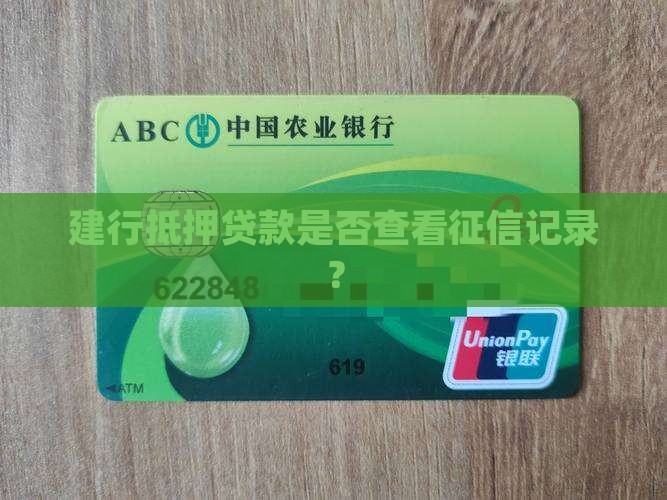 ABC 中国农业银行
建行抵押贷款是否查看征信记录
?
622848
619
UnionPay
银联
◀ATM